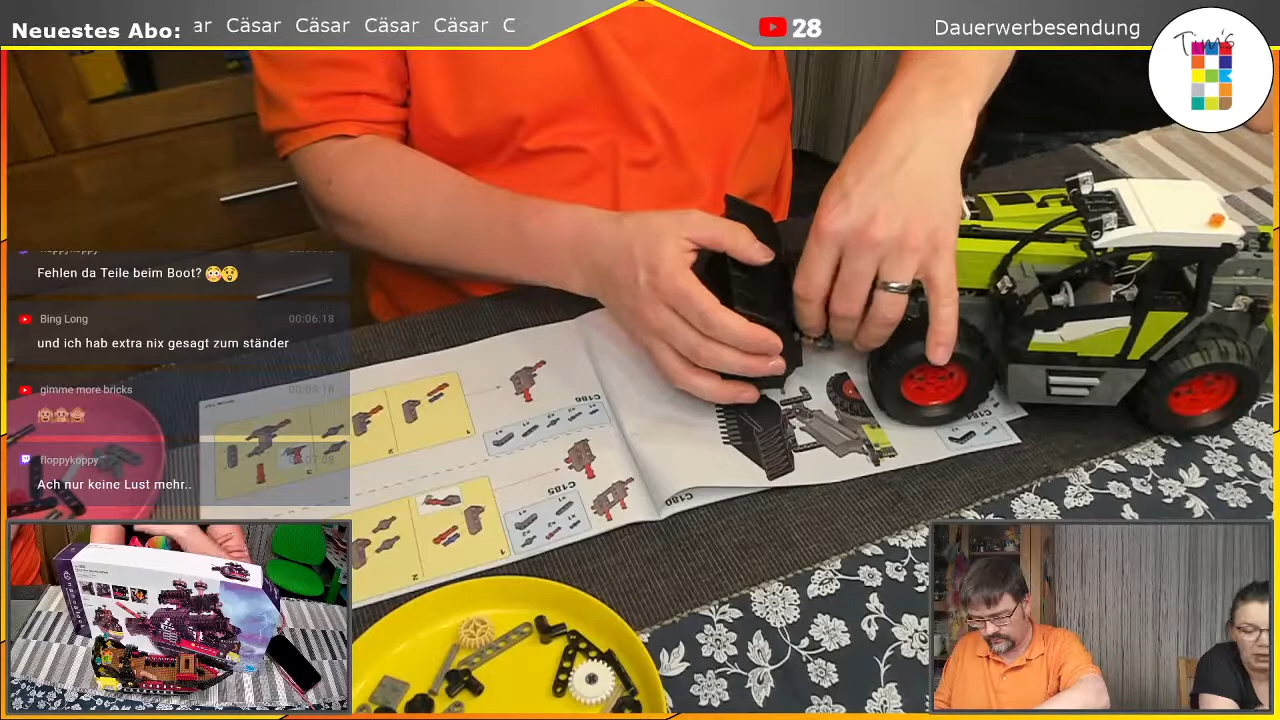 Neuestes Abo:
ar Cäsar Cäsar Cäsar Cäsar C
28
Dauerwerbesendung
Tim's
Fehlen da Teile beim Boot? 😳😲
Bing Long 00:06:18
und ich hab extra nix gesagt zum ständer
gimme more bricks 00:06:18
🙉🙊🙈
floppykoppy
Ach nur keine Lust mehr..
C186
C185
C180
C184